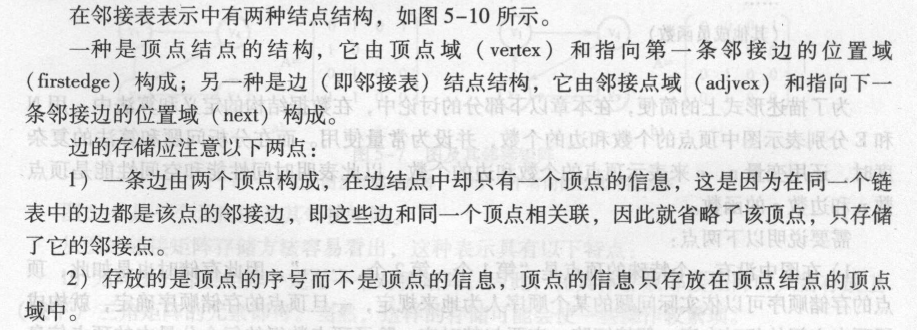 在邻接表表示中有两种结点结构，如图5-10所示。
一种是顶点结点的结构，它由顶点域（vertex）和指向第一条邻接边的位置域
（firstedge）构成；另一种是边（即邻接表）结点结构，它由邻接点域（adjvex）和指向下一
条邻接边的位置域（next）构成。
边的存储应注意以下两点：
1）一条边由两个顶点构成，在边结点中却只有一个顶点的信息，这是因为在同一个链
表中的边都是该点的邻接边，即这些边和同一个顶点相关联，因此就省略了该顶点，只存储
了它的邻接点。
2）存放的是顶点的序号而不是顶点的信息，顶点的信息只存放在顶点结点的顶点
域中。